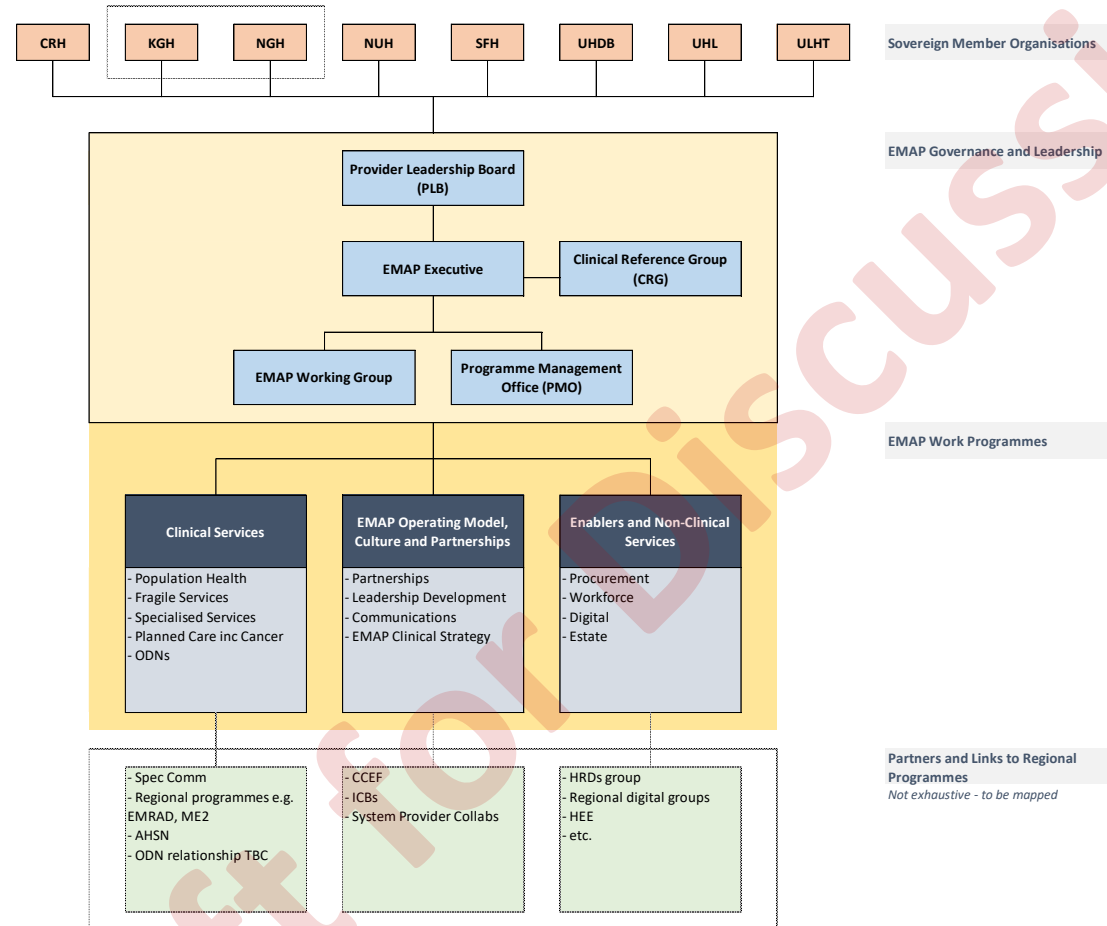 CRH
KGH
NGH
NUH
SFH
UHDB
UHL
ULHT
Sovereign Member Organisations
EMAP Governance and Leadership
Provider Leadership Board
(PLB)
EMAP Executive
Clinical Reference Group
(CRG)
EMAP Working Group
Programme Management
Office (PMO)
EMAP Work Programmes
Clinical Services
- Population Health
- Fragile Services
- Specialised Services
- Planned Care inc Cancer
- ODNs
EMAP Operating Model,
Culture and Partnerships
- Partnerships
- Leadership Development
- Communications
- EMAP Clinical Strategy
Enablers and Non-Clinical
Services
- Procurement
- Workforce
- Digital
- Estate
Partners and Links to Regional
Programmes
Not exhaustive - to be mapped
- Spec Comm
- Regional programmes e.g.
EMRAD, ME2
- AHSN
- ODN relationship TBC
- CCEF
- ICBs
- System Provider Collabs
- HRDs group
- Regional digital groups
- HEE
- etc.
ft for Discussi